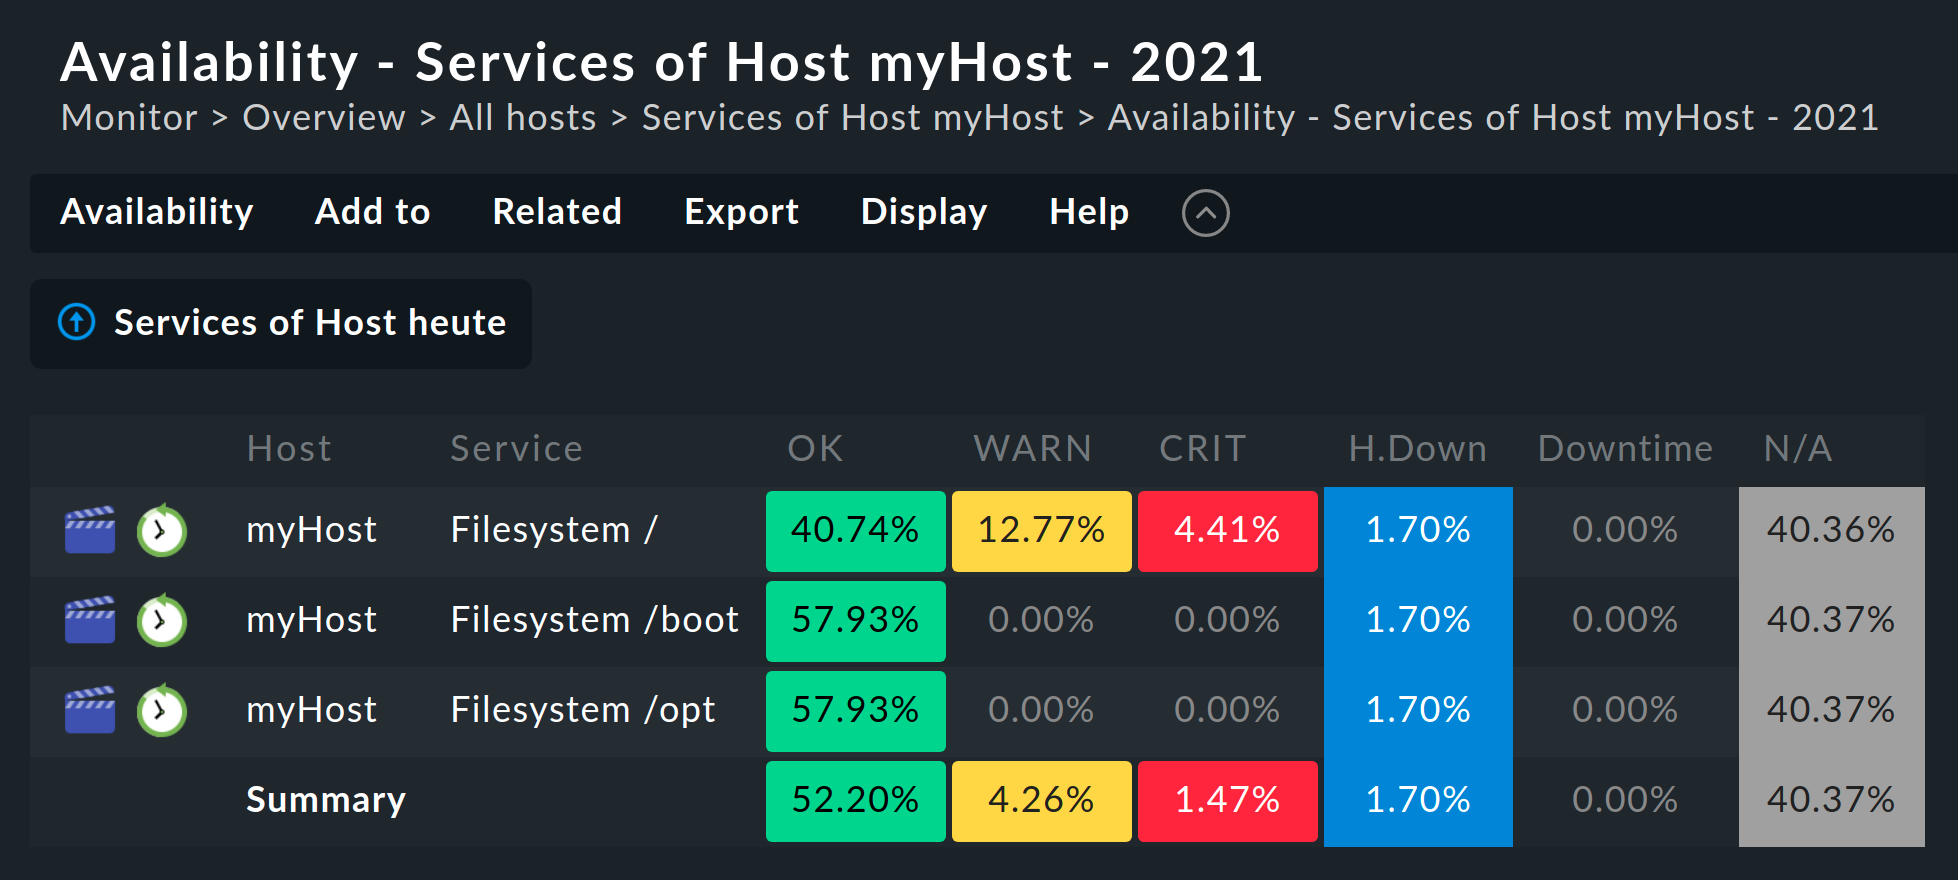 Availability - Services of Host myHost - 2021
Monitor > Overview > All hosts > Services of Host myHost > Availability - Services of Host myHost - 2021
Availability Add to Related Export Display Help
Services of Host heute
Host Service OK WARN CRIT H.Down Downtime N/A
myHost Filesystem / 40.74% 12.77% 4.41% 1.70% 0.00% 40.36%
myHost Filesystem /boot 57.93% 0.00% 0.00% 1.70% 0.00% 40.37%
myHost Filesystem /opt 57.93% 0.00% 0.00% 1.70% 0.00% 40.37%
Summary 52.20% 4.26% 1.47% 1.70% 0.00% 40.37%